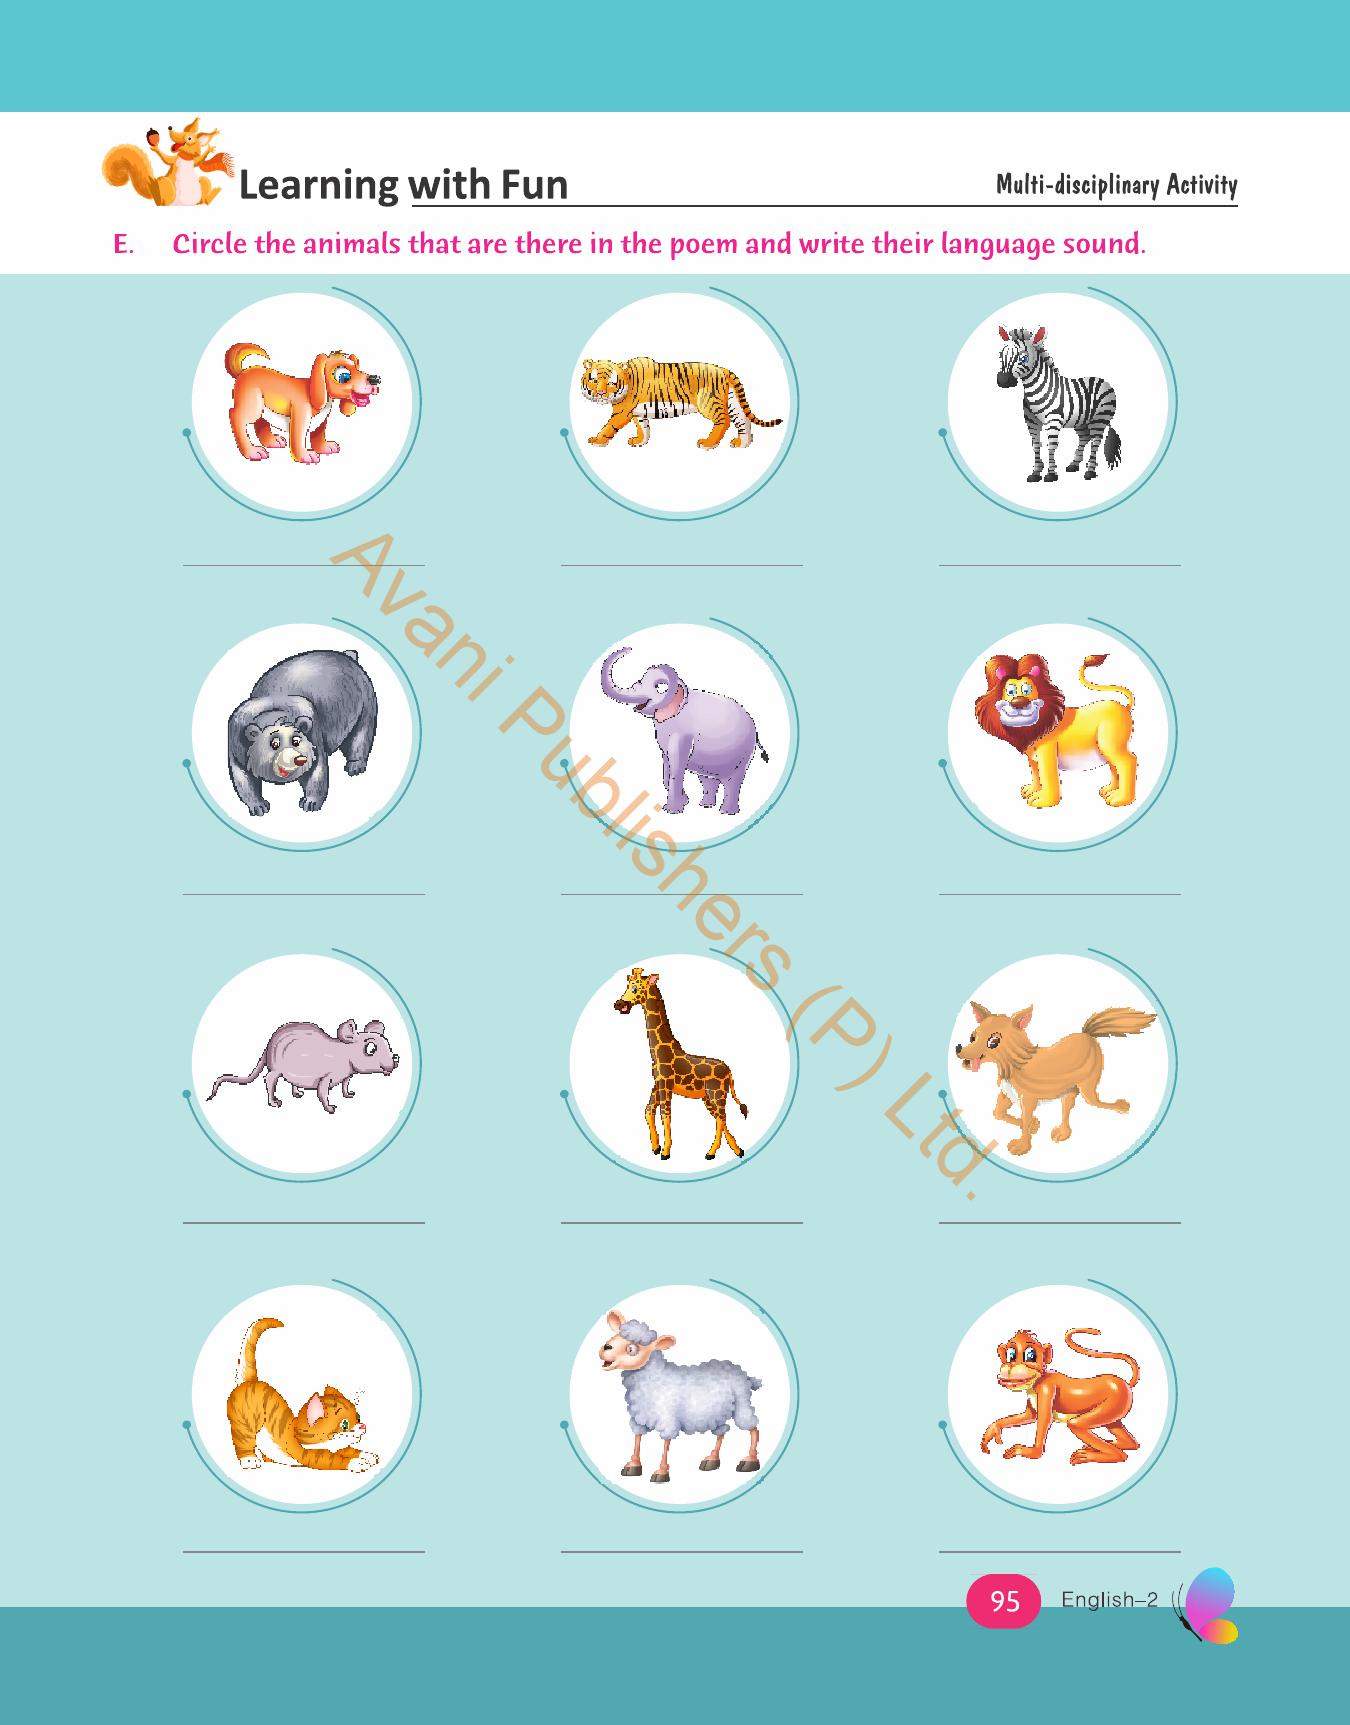 Learning with Fun
Multi-disciplinary Activity
E. Circle the animals that are there in the poem and write their language sound.
Avani Publishers (P) Ltd.
95
English–2